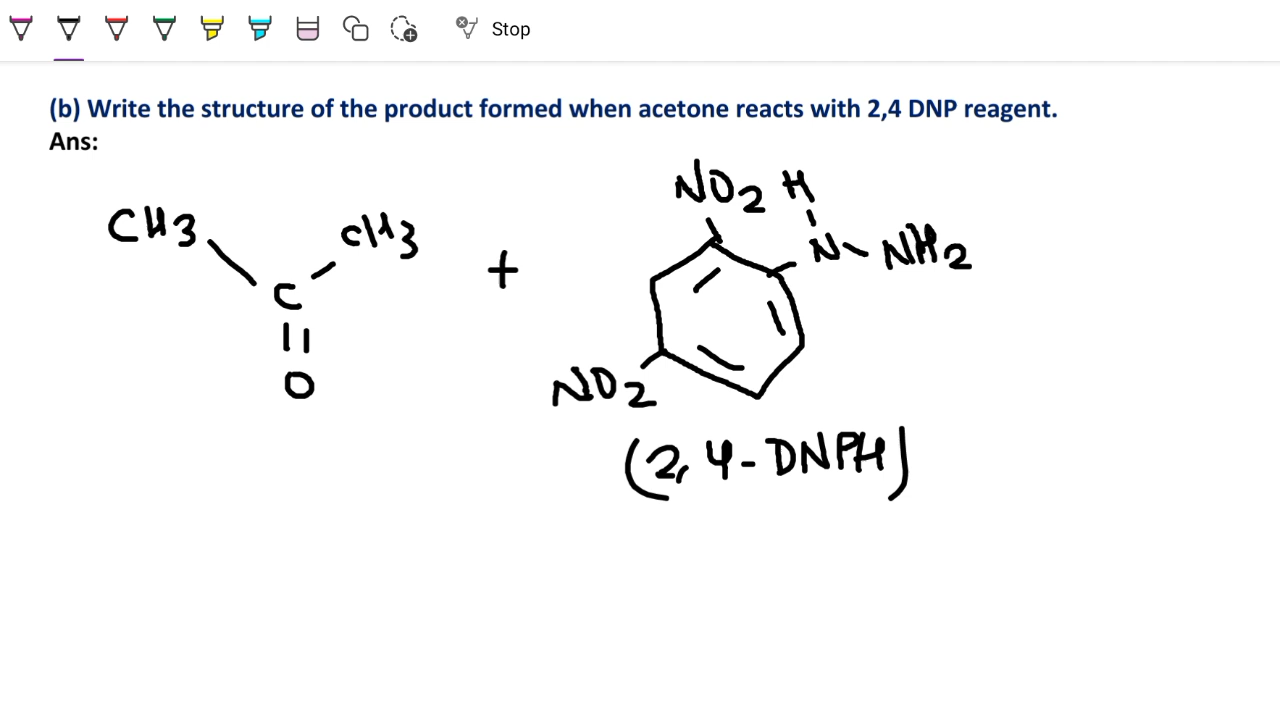 Stop
(b) Write the structure of the product formed when acetone reacts with 2,4 DNP reagent.
Ans:
NO2 H
CH3 CH3 + N NH2
C
O NO2
(2,4-DNPH)